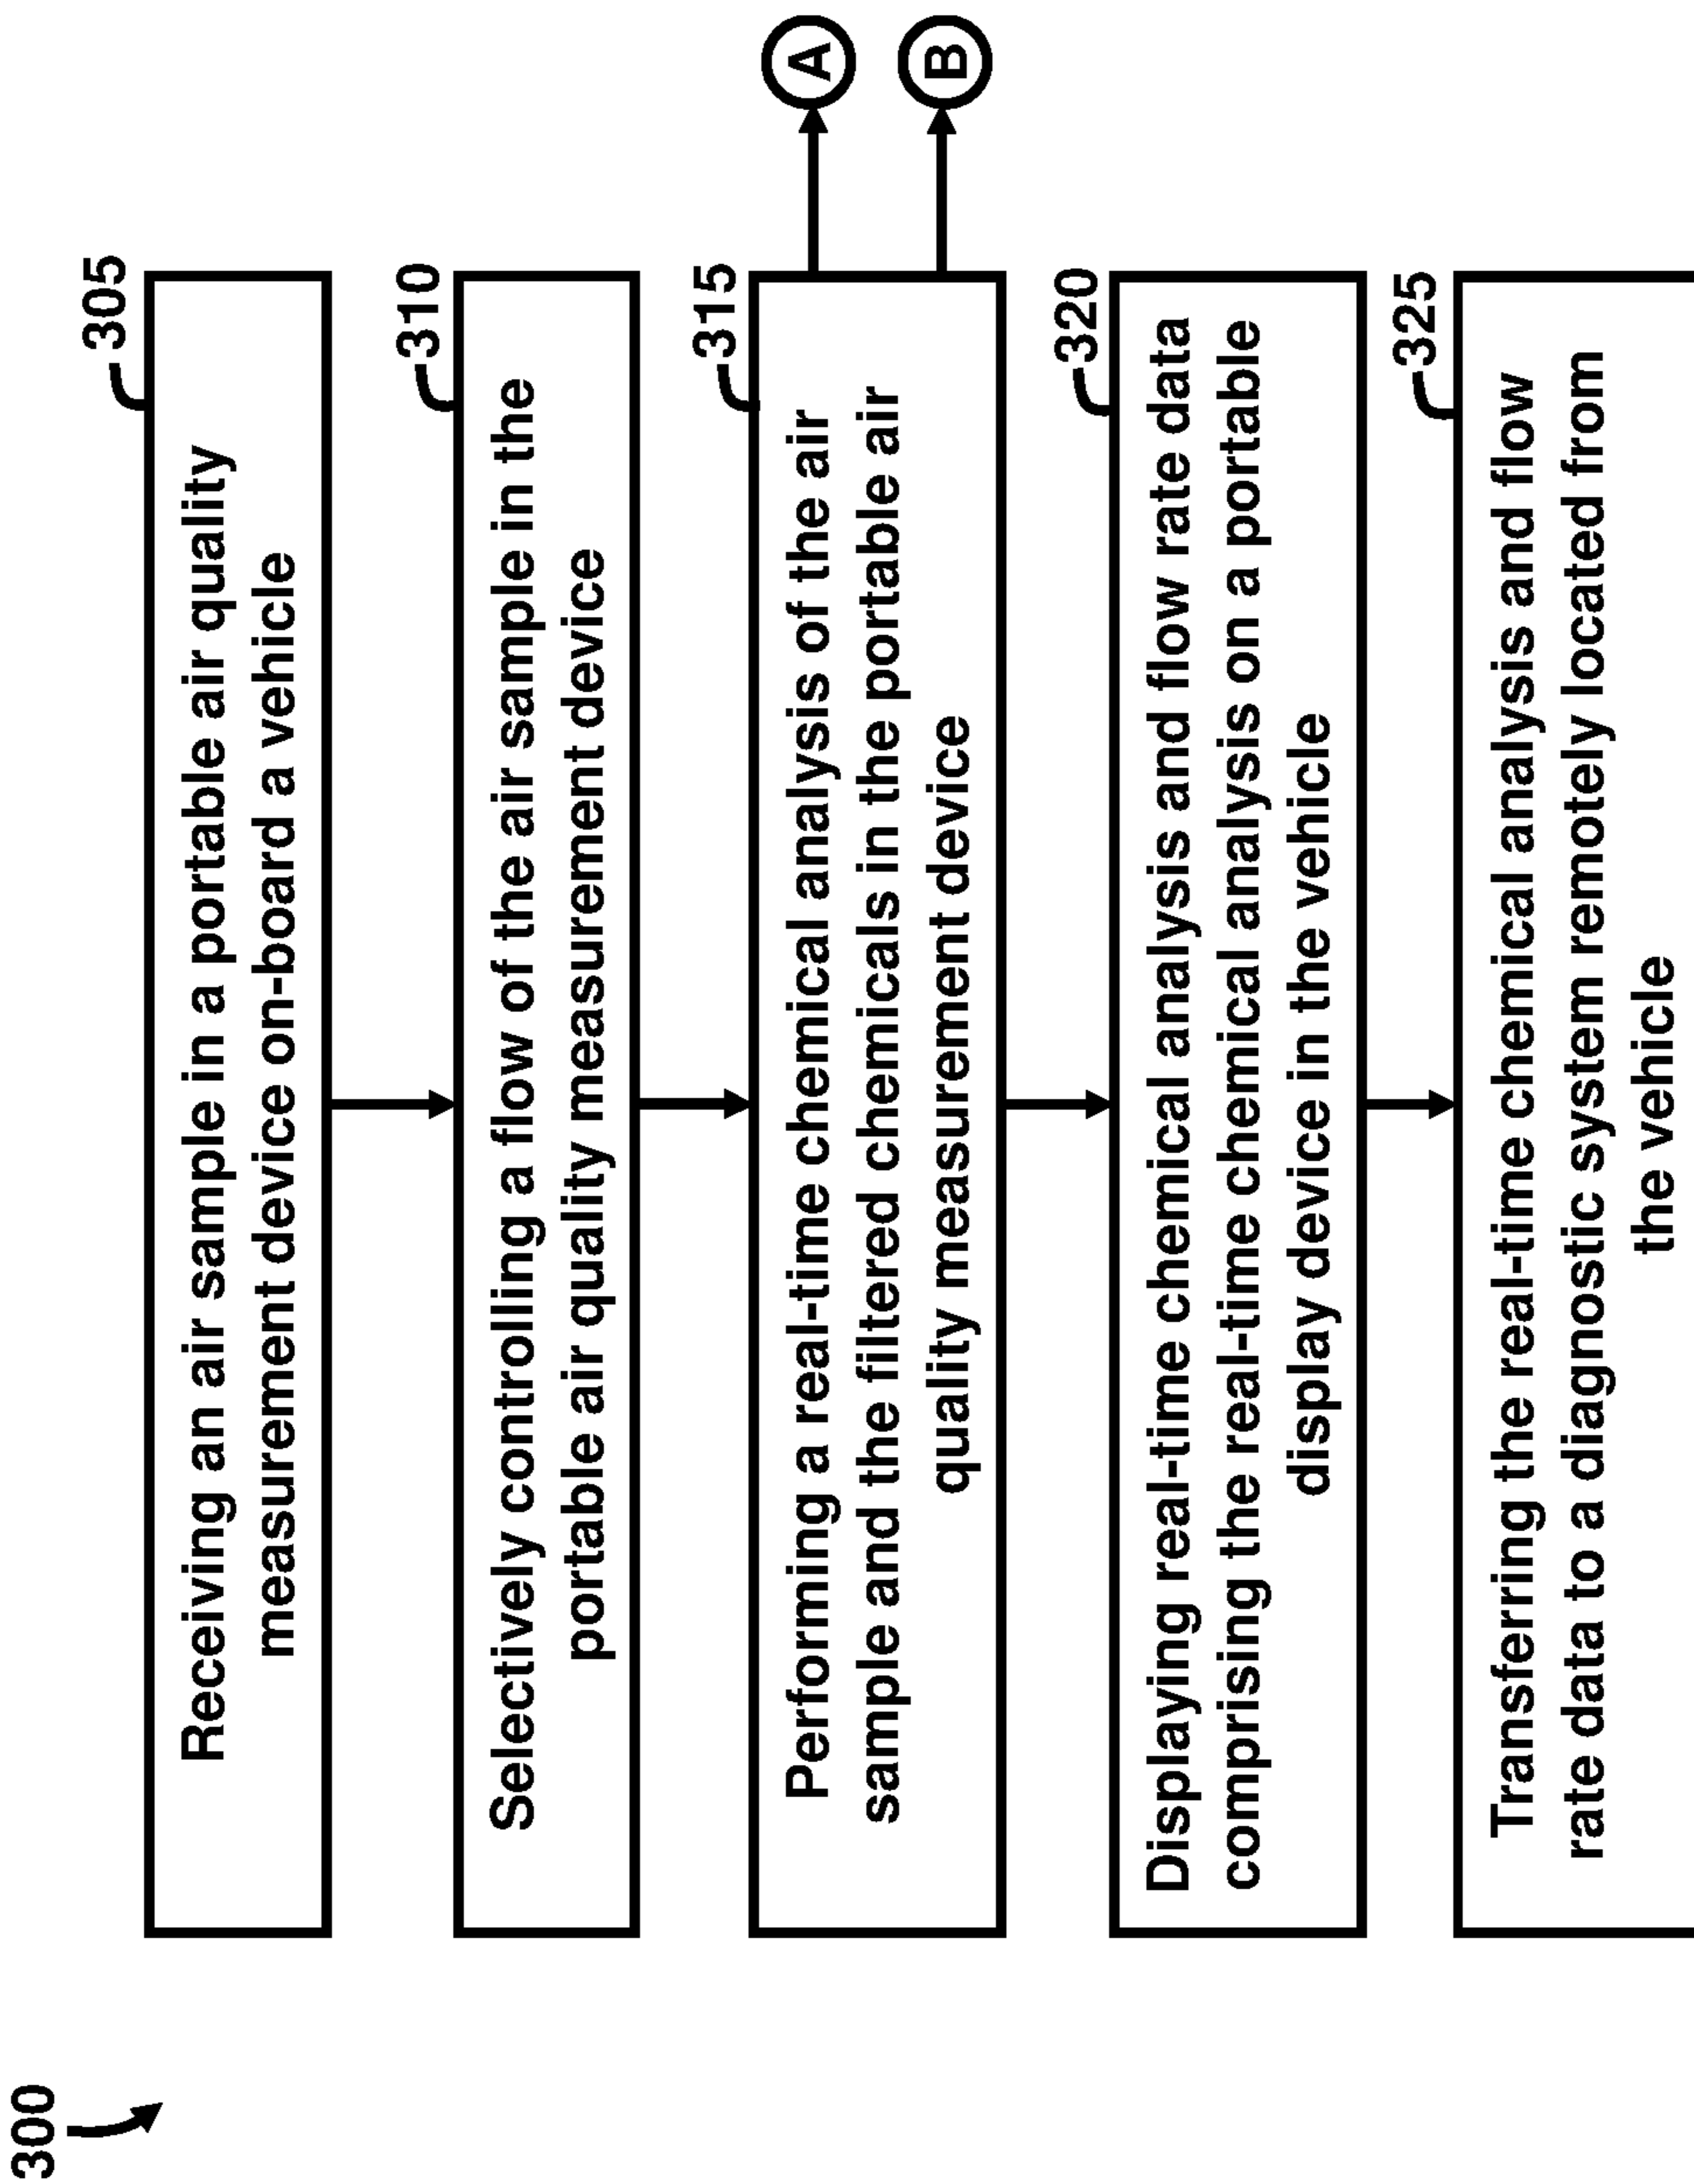 300
305
Receiving an air sample in a portable air quality
measurement device on-board a vehicle
310
Selectively controlling a flow of the air sample in the
portable air quality measurement device
315
Performing a real-time chemical analysis of the air
sample and the filtered chemicals in the portable air
quality measurement device
A
B
320
Displaying real-time chemical analysis and flow rate data
comprising the real-time chemical analysis on a portable
display device in the vehicle
325
Transferring the real-time chemical analysis and flow
rate data to a diagnostic system remotely located from
the vehicle